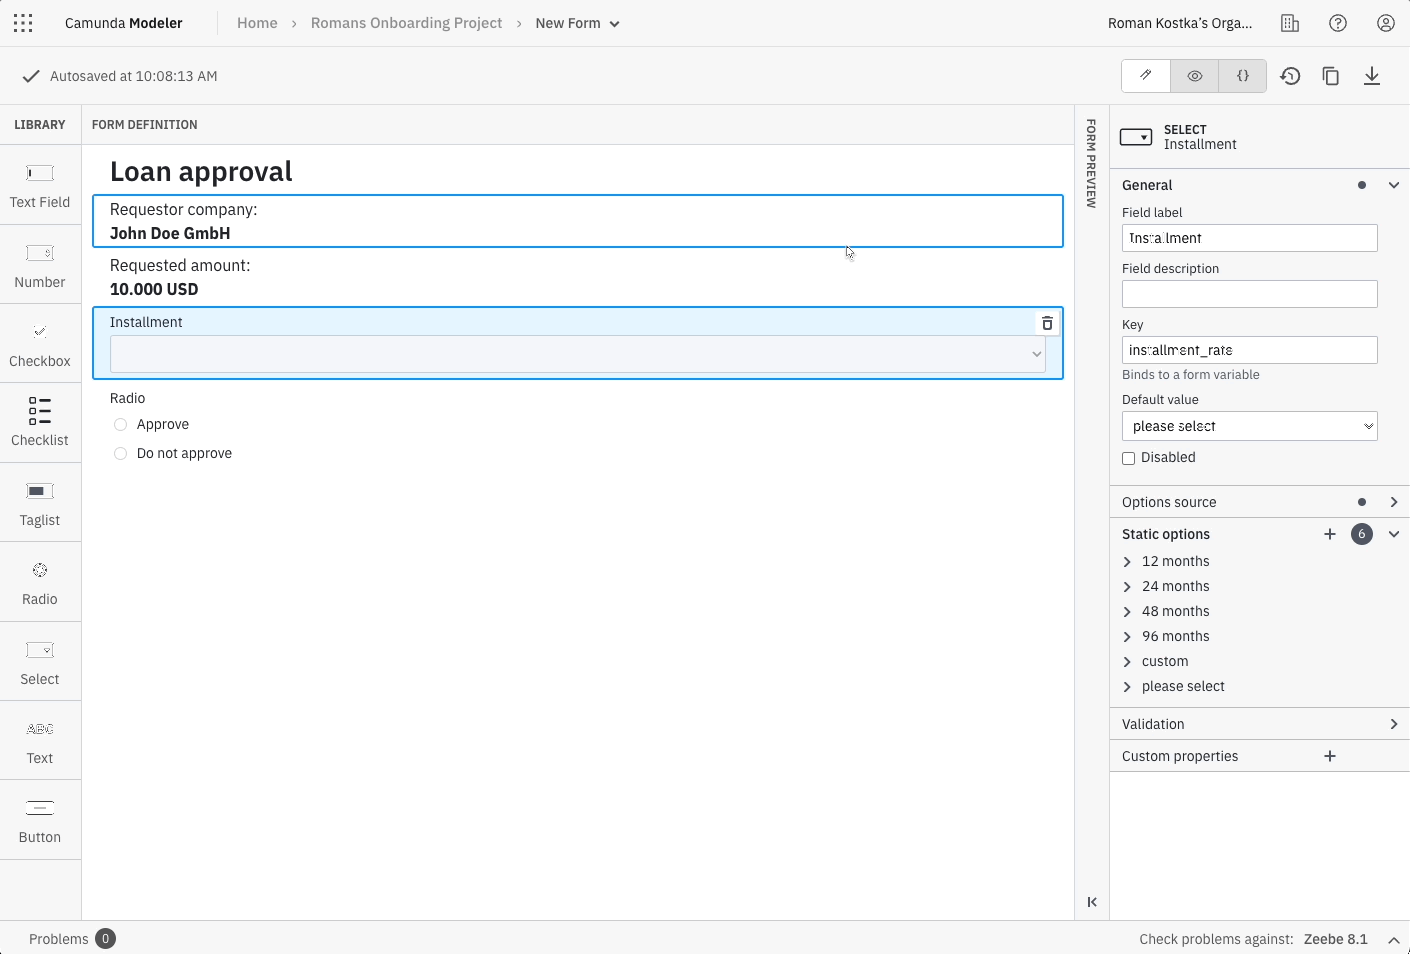 Camunda Modeler
Home
Romans Onboarding Project
New Form
Roman Kostka's Orga...
Autosaved at 10:08:13 AM
{}
LIBRARY
Text Field
Number
Checkbox
Checklist
Taglist
Radio
Select
ABC
Text
Button
FORM DEFINITION
Loan approval
Requestor company:
John Doe GmbH
Requested amount:
10.000 USD
Installment
Radio
Approve
Do not approve
FORM PREVIEW
SELECT
Installment
General
Field label
Installment
Field description
Key
installment_rate
Binds to a form variable
Default value
please select
Disabled
Options source
Static options
6
12 months
24 months
48 months
96 months
custom
please select
Validation
Custom properties
Problems 0
Check problems against: Zeebe 8.1